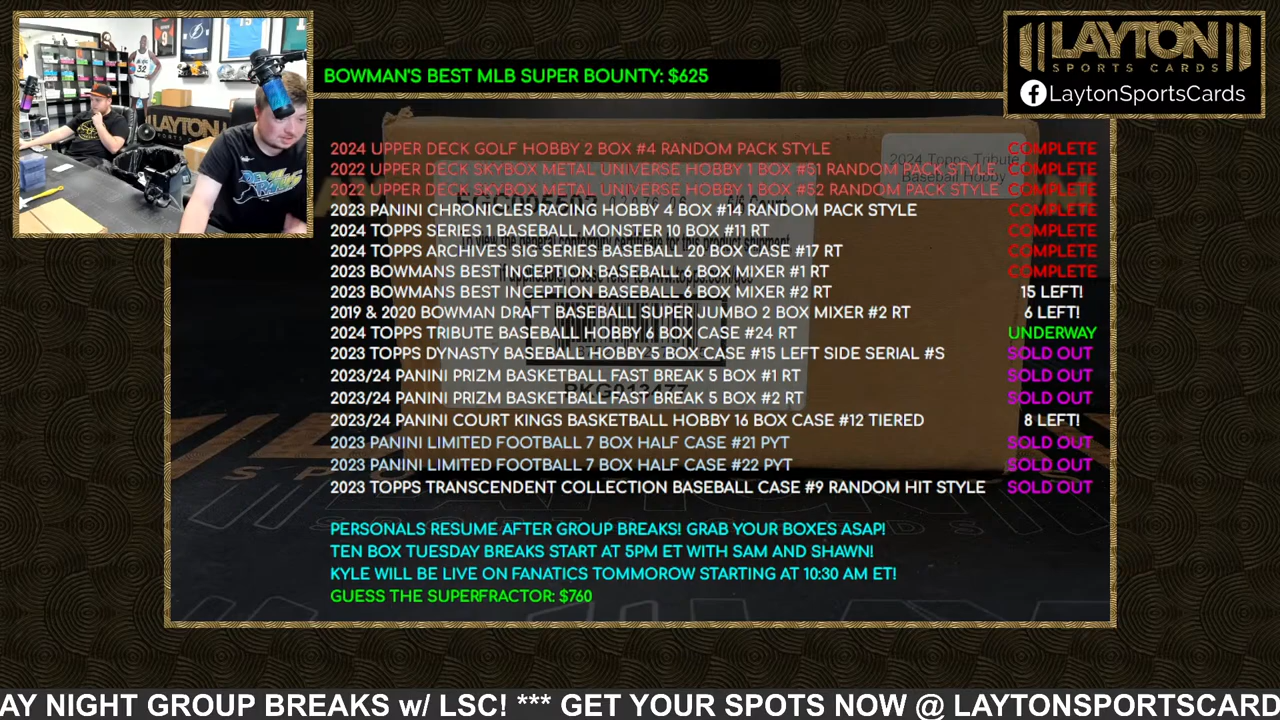 BOWMAN'S BEST MLB SUPER BOUNTY: $625
LAYTON
SPORTS CARDS
LaytonSportsCards
2024 UPPER DECK GOLF HOBBY 2 BOX #4 RANDOM PACK STYLE COMPLETE
2022 UPPER DECK SKYBOX METAL UNIVERSE HOBBY 1 BOX #51 RANDOM PACK STYLE COMPLETE
2022 UPPER DECK SKYBOX METAL UNIVERSE HOBBY 1 BOX #52 RANDOM PACK STYLE COMPLETE
2023 PANINI CHRONICLES RACING HOBBY 4 BOX #14 RANDOM PACK STYLE COMPLETE
2024 TOPPS SERIES 1 BASEBALL MONSTER 10 BOX #11 RT COMPLETE
2024 TOPPS ARCHIVES SIG SERIES BASEBALL 20 BOX CASE #17 RT COMPLETE
2023 BOWMANS BEST INCEPTION BASEBALL 6 BOX MIXER #1 RT COMPLETE
2023 BOWMANS BEST INCEPTION BASEBALL 6 BOX MIXER #2 RT 15 LEFT!
2019 & 2020 BOWMAN DRAFT BASEBALL SUPER JUMBO 2 BOX MIXER #2 RT 6 LEFT!
2024 TOPPS TRIBUTE BASEBALL HOBBY 6 BOX CASE #24 RT UNDERWAY
2023 TOPPS DYNASTY BASEBALL HOBBY 5 BOX CASE #15 LEFT SIDE SERIAL #S SOLD OUT
2023/24 PANINI PRIZM BASKETBALL FAST BREAK 5 BOX #1 RT SOLD OUT
2023/24 PANINI PRIZM BASKETBALL FAST BREAK 5 BOX #2 RT SOLD OUT
2023/24 PANINI COURT KINGS BASKETBALL HOBBY 16 BOX CASE #12 TIERED 8 LEFT!
2023 PANINI LIMITED FOOTBALL 7 BOX HALF CASE #21 PYT SOLD OUT
2023 PANINI LIMITED FOOTBALL 7 BOX HALF CASE #22 PYT SOLD OUT
2023 TOPPS TRANSCENDENT COLLECTION BASEBALL CASE #9 RANDOM HIT STYLE SOLD OUT
2024 Topps Tribute
Baseball Hobby
PERSONALS RESUME AFTER GROUP BREAKS! GRAB YOUR BOXES ASAP!
TEN BOX TUESDAY BREAKS START AT 5PM ET WITH SAM AND SHAWN!
KYLE WILL BE LIVE ON FANATICS TOMMOROW STARTING AT 10:30 AM ET!
GUESS THE SUPERFRACTOR: $760
AY NIGHT GROUP BREAKS w/ LSC! *** GET YOUR SPOTS NOW @ LAYTONSPORTSCARD